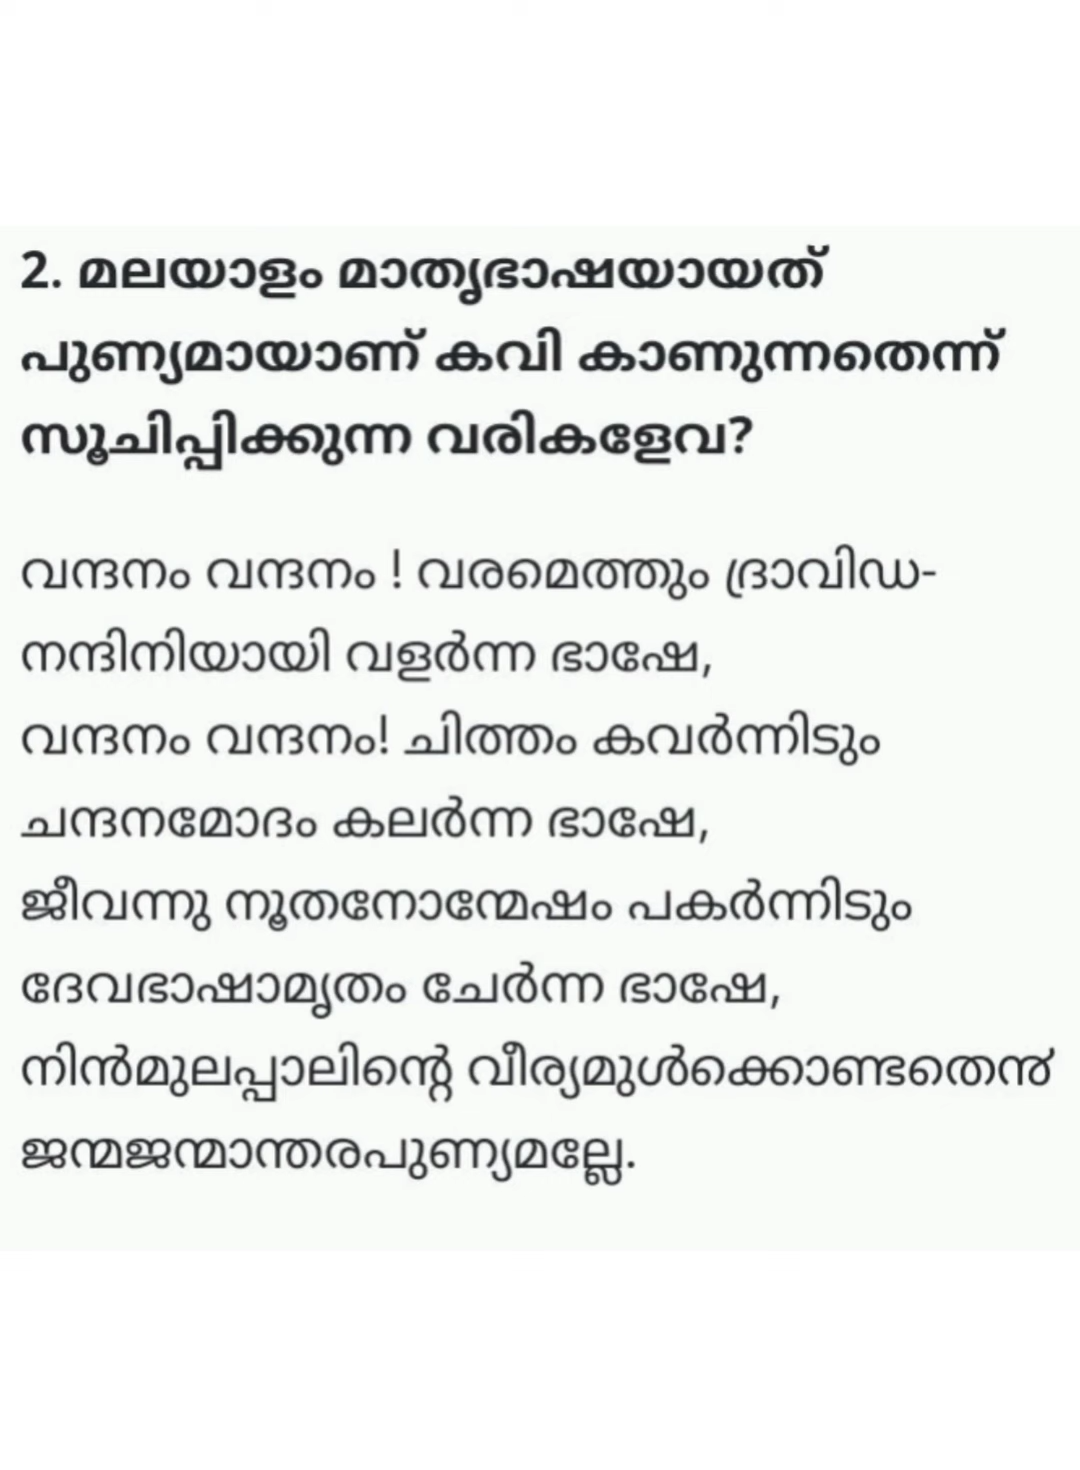 2. മലയാളം മാതൃഭാഷയായത്
പുണ്യമായാണ് കവി കാണുന്നതെന്ന്
സൂചിപ്പിക്കുന്ന വരികളേവ?
വന്ദനം വന്ദനം ! വരമെത്തും ദ്രാവിഡ-
നന്ദിനിയായി വളർന്ന ഭാഷേ,
വന്ദനം വന്ദനം! ചിത്തം കവർന്നിടും
ചന്ദനമോദം കലർന്ന ഭാഷേ,
ജീവന്നു നൂതനോന്മേഷം പകർന്നിടും
ദേവഭാഷാമൃതം ചേർന്ന ഭാഷേ,
നിൻമുലപ്പാലിന്റെ വീര്യമുൾക്കൊണ്ടതെൻ
ജന്മജന്മാന്തരപുണ്യമല്ലേ.